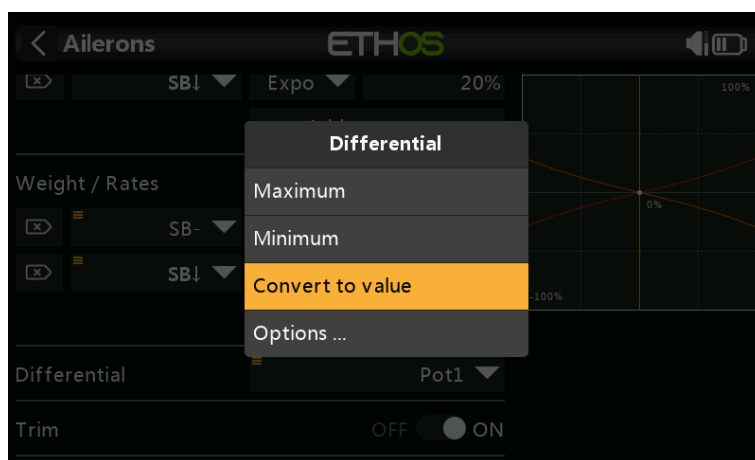 Ailerons
ETHOS
SB↓ Expo 20%
100%
Differential
Weight / Rates
Maximum
SB-
0%
Minimum
SB↓
Convert to value
-100%
Options ...
Differential Pot1
Trim OFF ON